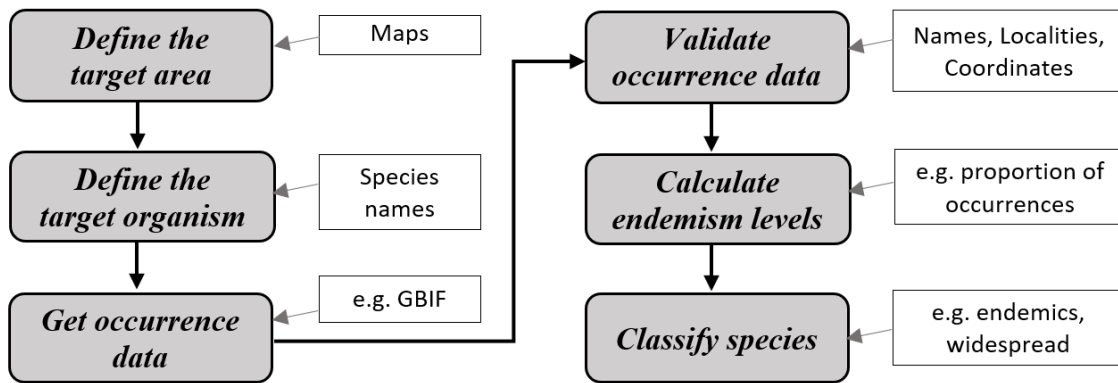 Define the
target area
Maps
Define the
target organism
Species
names
Get occurrence
data
e.g. GBIF
Validate
occurrence data
Names, Localities,
Coordinates
Calculate
endemism levels
e.g. proportion of
occurrences
Classify species
e.g. endemics,
widespread